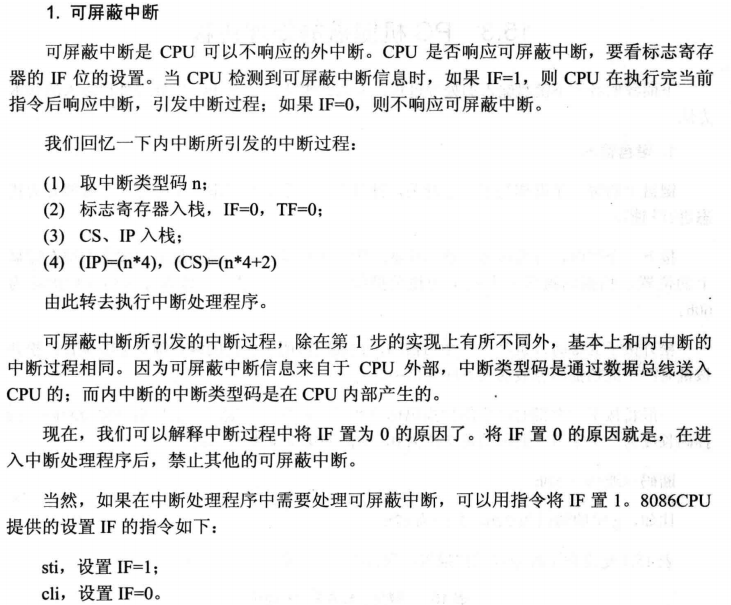 1. 可屏蔽中断
可屏蔽中断是 CPU 可以不响应的外中断。CPU 是否响应可屏蔽中断，要看标志寄存
器的 IF 位的设置。当 CPU 检测到可屏蔽中断信息时，如果 IF=1，则 CPU 在执行完当前
指令后响应中断，引发中断过程；如果 IF=0，则不响应可屏蔽中断。
我们回忆一下内中断所引发的中断过程：
(1) 取中断类型码 n；
(2) 标志寄存器入栈，IF=0，TF=0；
(3) CS、IP 入栈；
(4) (IP)=(n*4)，(CS)=(n*4+2)
由此转去执行中断处理程序。
可屏蔽中断所引发的中断过程，除在第 1 步的实现上有所不同外，基本上和内中断的
中断过程相同。因为可屏蔽中断信息来自于 CPU 外部，中断类型码是通过数据总线送入
CPU 的；而内中断的中断类型码是在 CPU 内部产生的。
现在，我们可以解释中断过程中将 IF 置为 0 的原因了。将 IF 置 0 的原因就是，在进
入中断处理程序后，禁止其他的可屏蔽中断。
当然，如果在中断处理程序中需要处理可屏蔽中断，可以用指令将 IF 置 1。8086CPU
提供的设置 IF 的指令如下：
sti，设置 IF=1；
cli，设置 IF=0。